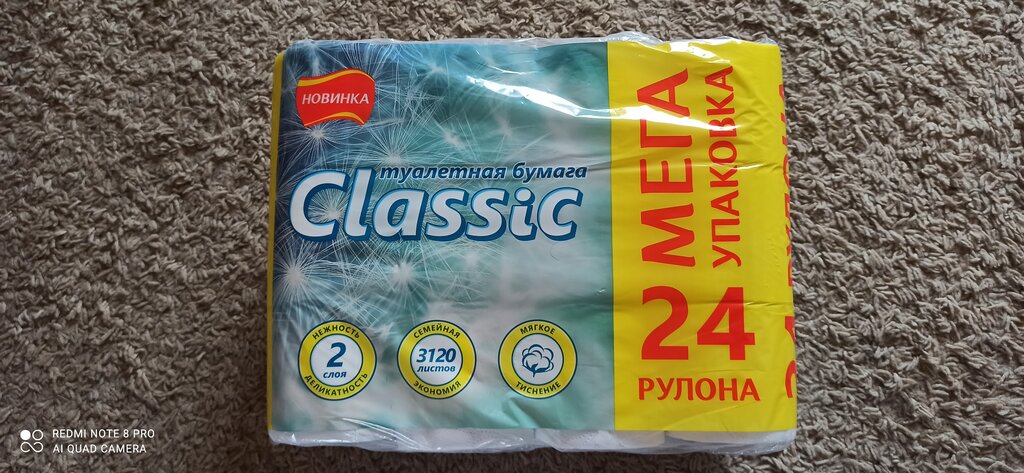 НОВИНКА
туалетная бумага
Classic
НЕЖНОСТЬ
2
слоя
ДЕЛИКАТНОСТЬ
СЕМЕЙНАЯ
3120
листов
ЭКОНОМИЯ
МЯГКОЕ
ТИСНЕНИЕ
МЕГА
УПАКОВКА
24
РУЛОНА
REDMI NOTE 8 PRO
AI QUAD CAMERA